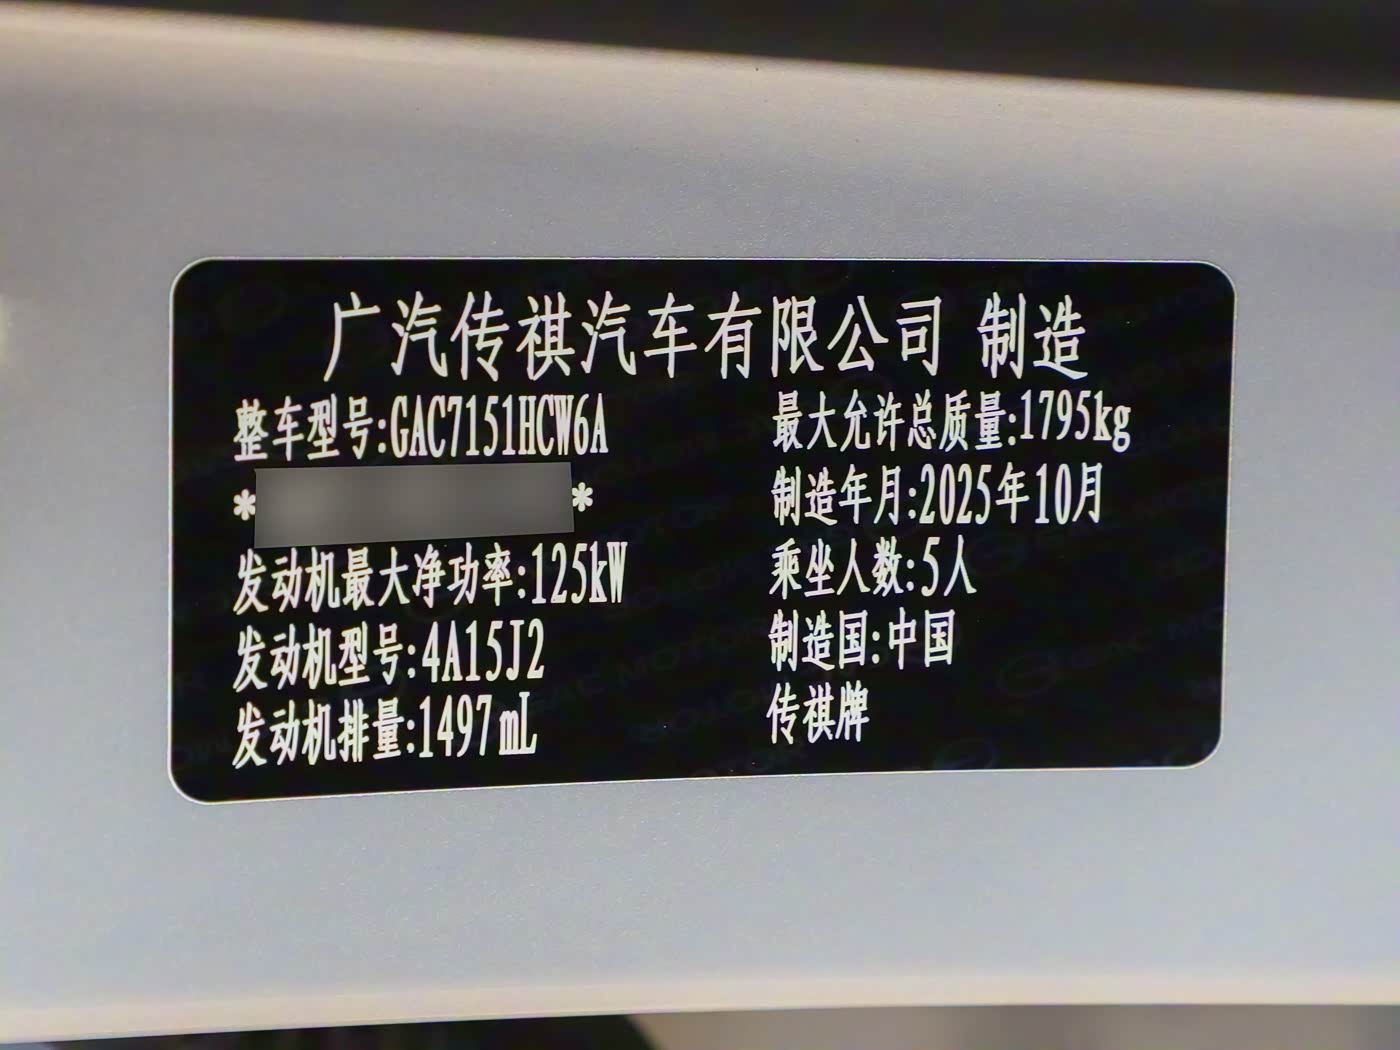 广汽传祺汽车有限公司 制造
整车型号:GAC7151HCW6A
* *
发动机最大净功率:125kW
发动机型号:4A15J2
发动机排量:1497mL
最大允许总质量:1795kg
制造年月:2025年10月
乘坐人数:5人
制造国:中国
传祺牌